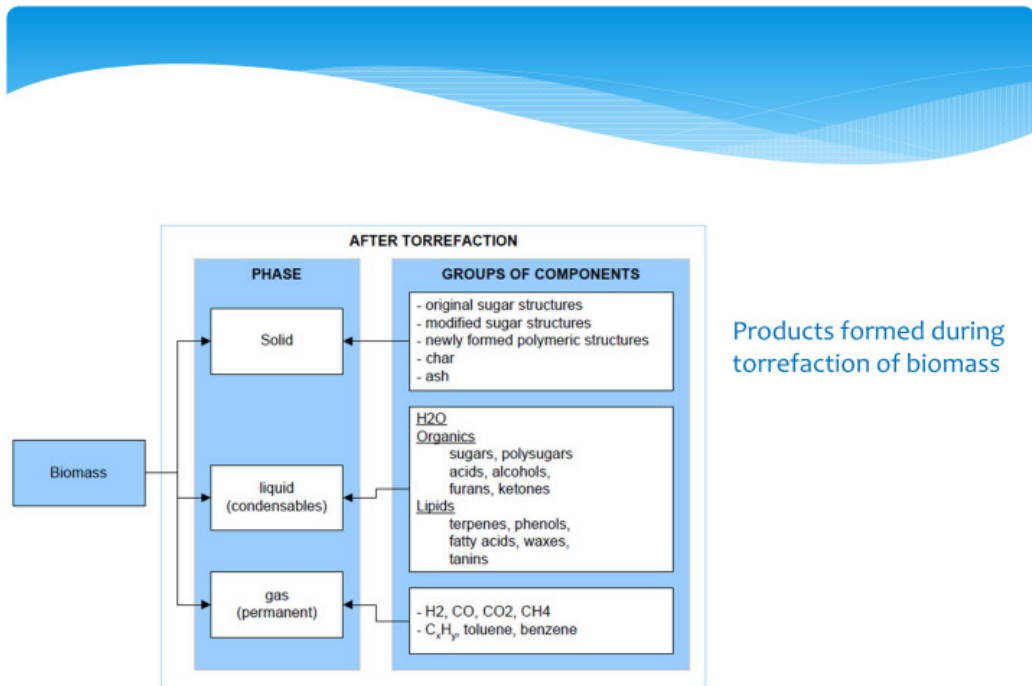 AFTER TORREFACTION
PHASE
GROUPS OF COMPONENTS
Solid
- original sugar structures
- modified sugar structures
- newly formed polymeric structures
- char
- ash
Biomass
liquid
(condensables)
H2O
Organics
sugars, polysugars
acids, alcohols,
furans, ketones
Lipids
terpenes, phenols,
fatty acids, waxes,
tanins
gas
(permanent)
- H2, CO, CO2, CH4
- CxHy, toluene, benzene
Products formed during
torrefaction of biomass